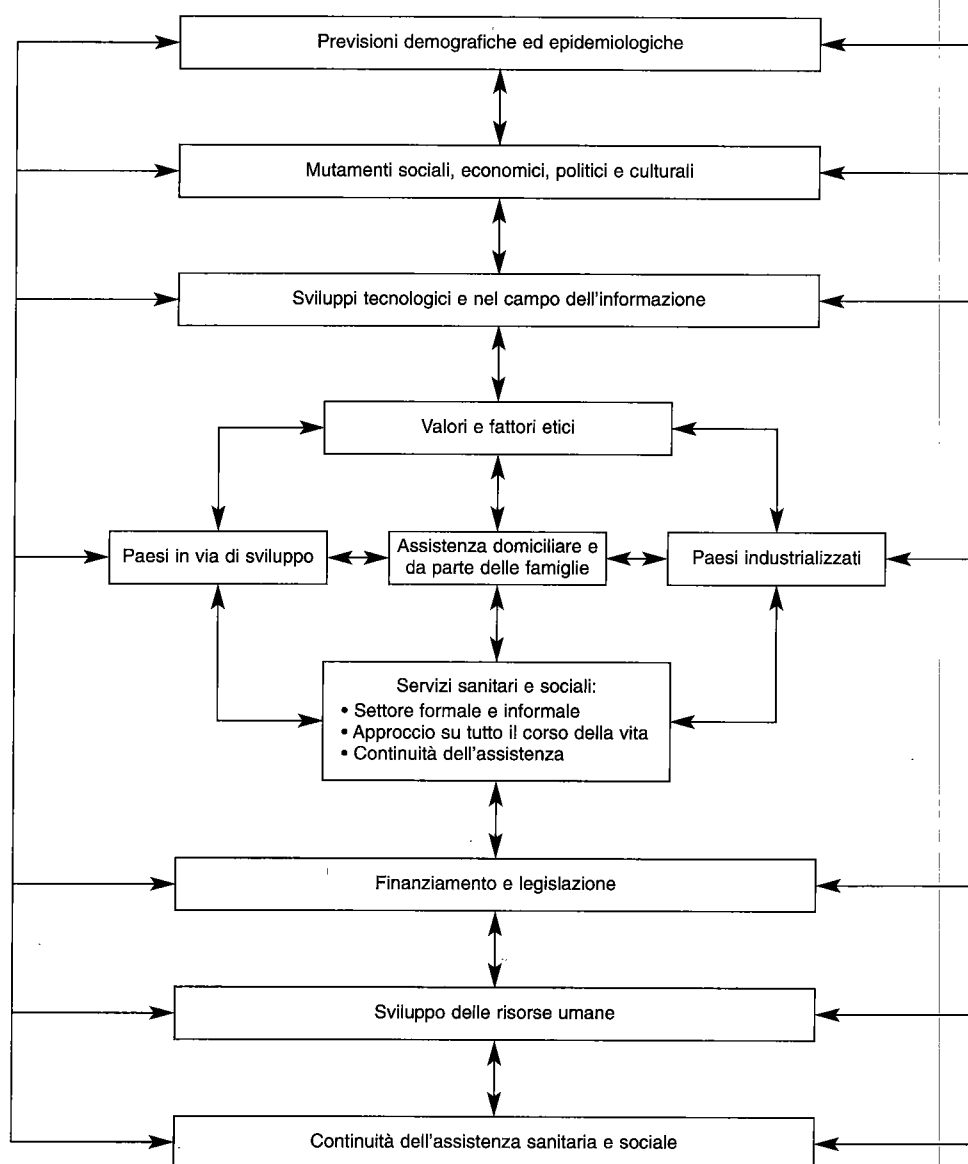 Previsioni demografiche ed epidemiologiche
Mutamenti sociali, economici, politici e culturali
Sviluppi tecnologici e nel campo dell'informazione
Valori e fattori etici
Paesi in via di sviluppo
Assistenza domiciliare e
da parte delle famiglie
Paesi industrializzati
Servizi sanitari e sociali:
• Settore formale e informale
• Approccio su tutto il corso della vita
• Continuità dell'assistenza
Finanziamento e legislazione
Sviluppo delle risorse umane
Continuità dell'assistenza sanitaria e sociale